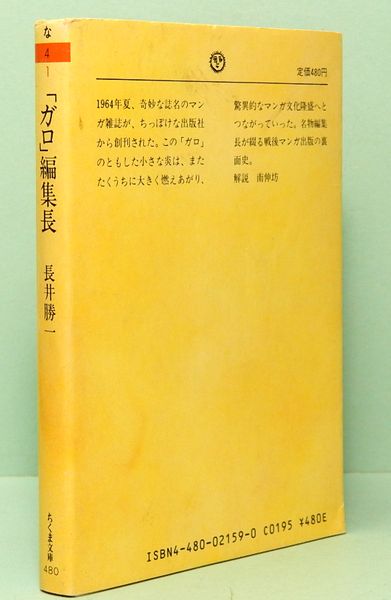 な
4
1
「ガロ」編集長
長井勝一
ちくま文庫
480
定価480円
1964年夏、奇妙な誌名のマン
ガ雑誌が、ちっぽけな出版社
から創刊された。この「ガロ」
のともした小さな炎は、また
たくうちに大きく燃えあがり、
驚異的なマンガ文化隆盛へと
つながっていった。名物編集
長が綴る戦後マンガ出版の裏
面史。
解説 南伸坊
ISBN4-480-02159-0 C0195 ¥480E